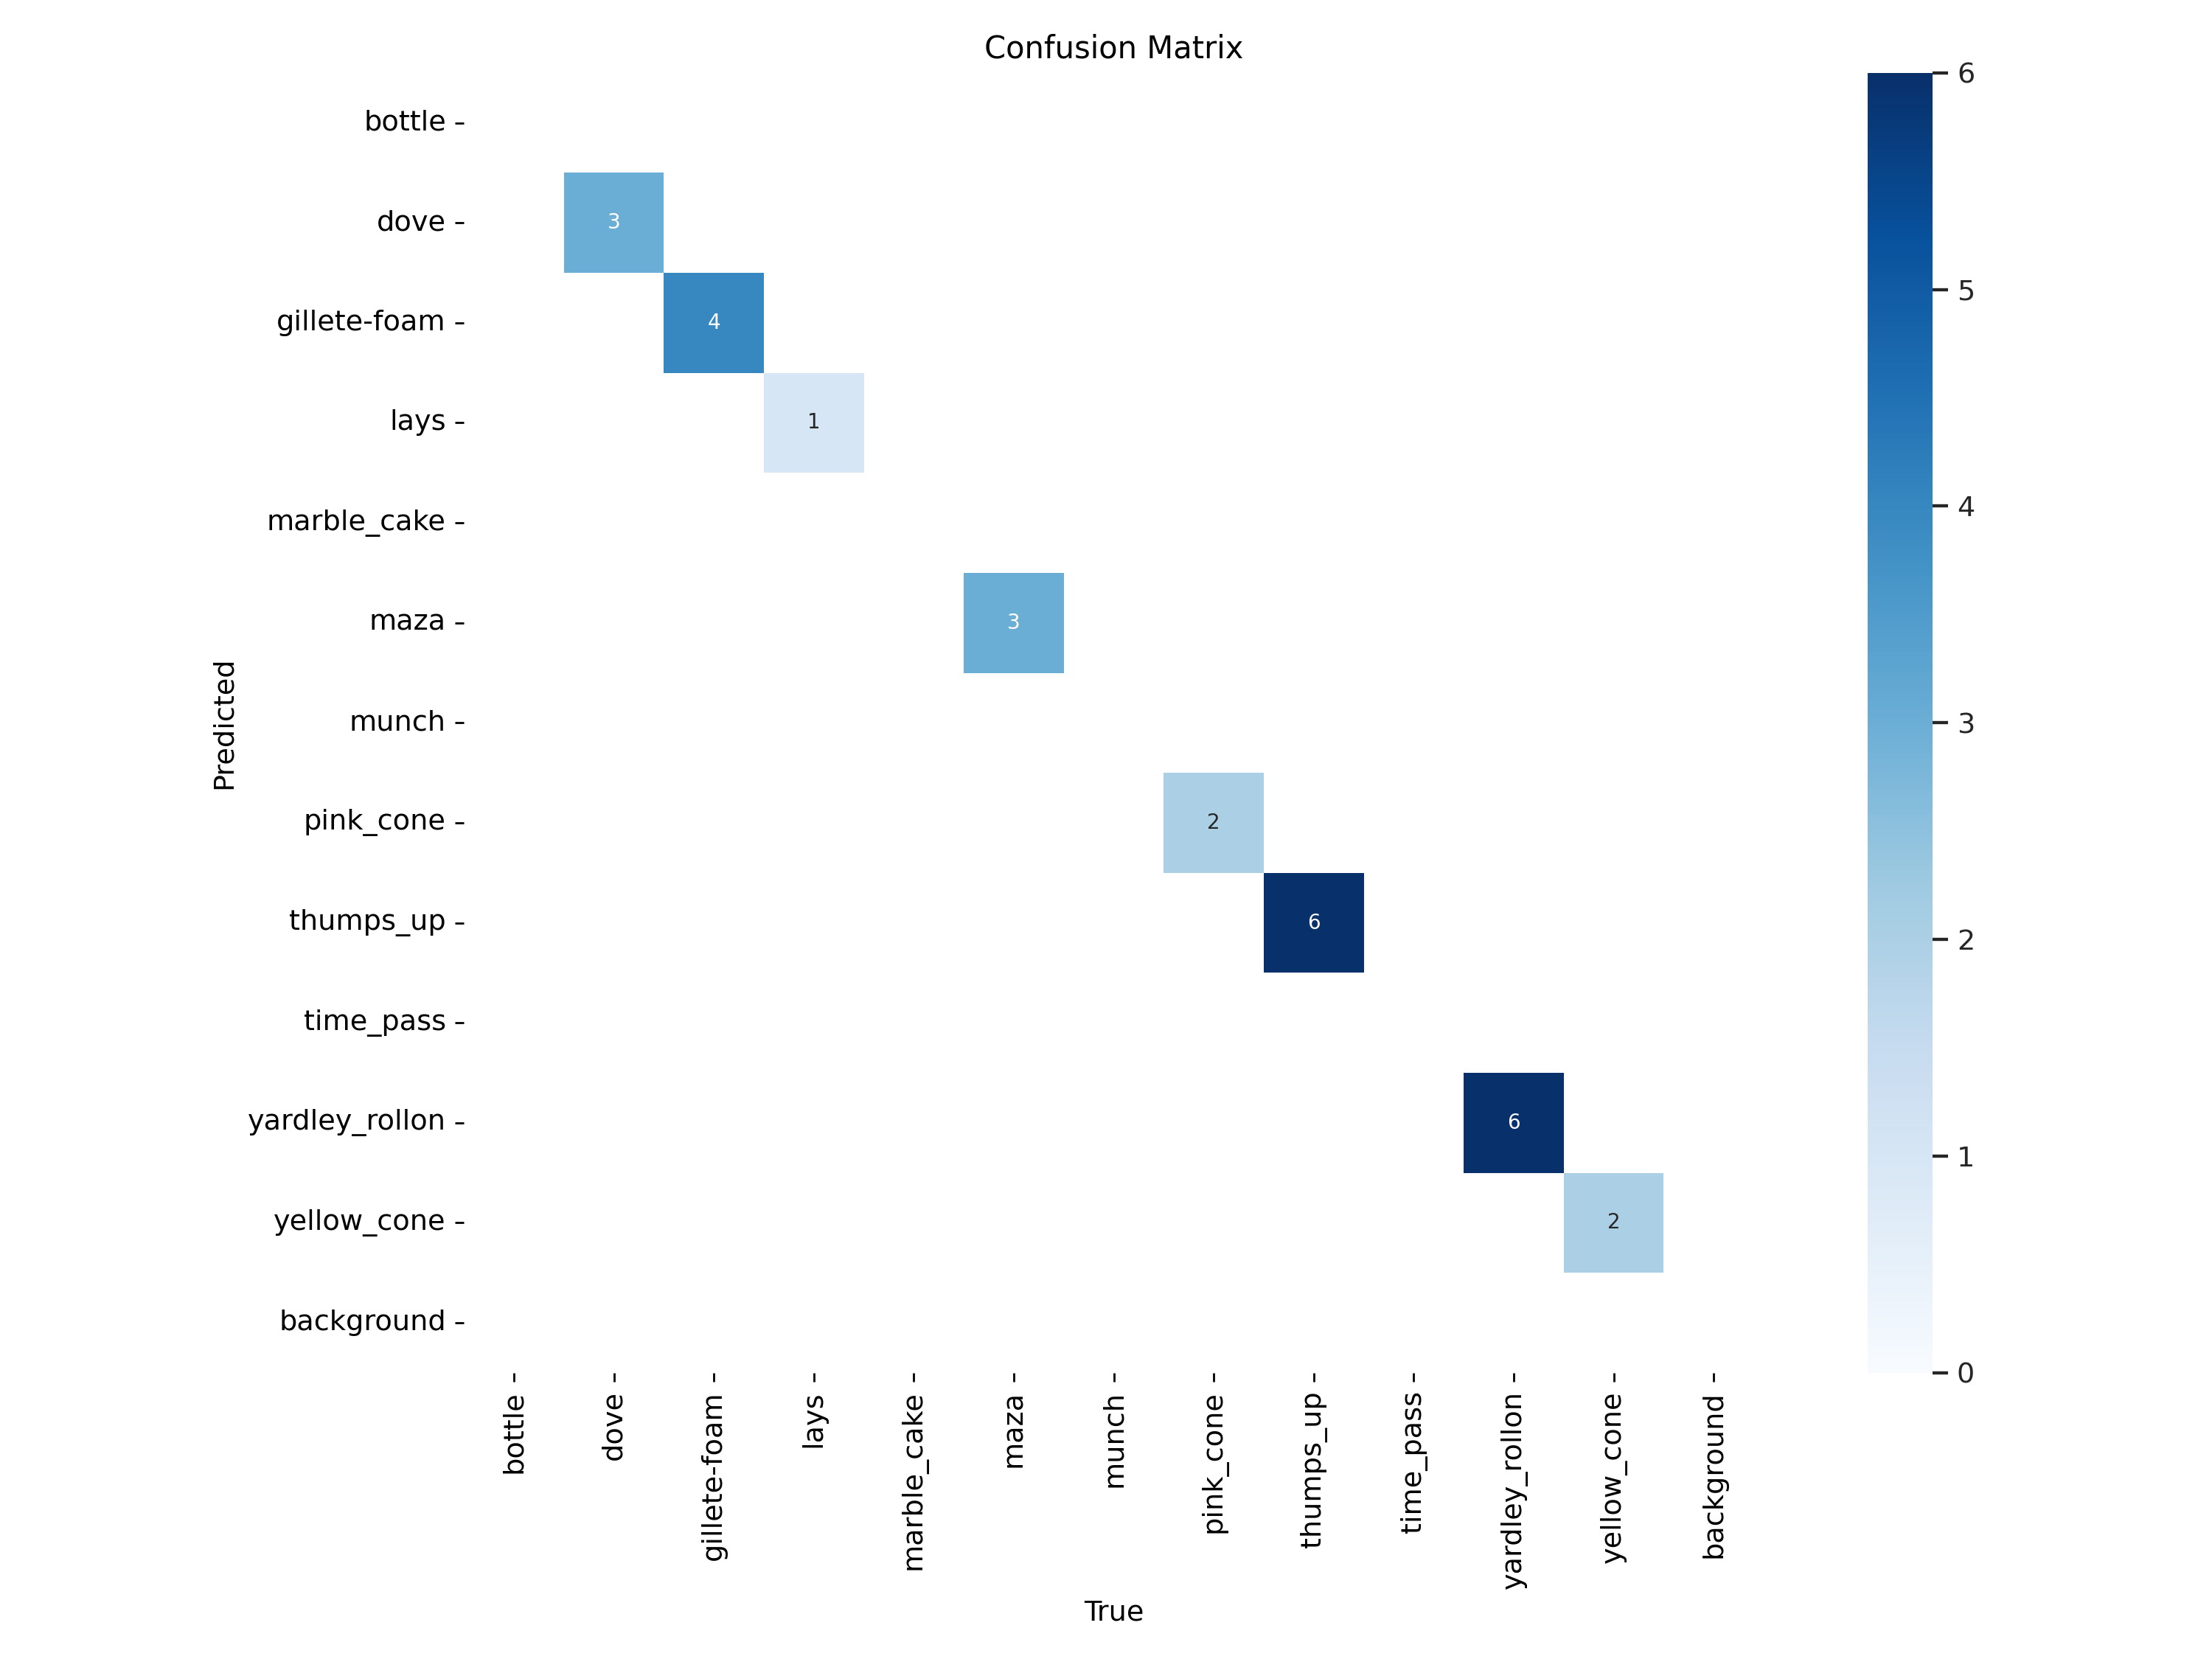 Confusion Matrix
bottle
dove
3
gillete-foam
4
lays
1
marble_cake
maza
3
munch
pink_cone
2
thumps_up
6
time_pass
yardley_rollon
6
yellow_cone
2
background
Predicted
bottle
dove
gillete-foam
lays
marble_cake
maza
munch
pink_cone
thumps_up
time_pass
yardley_rollon
yellow_cone
background
True
6
5
4
3
2
1
0